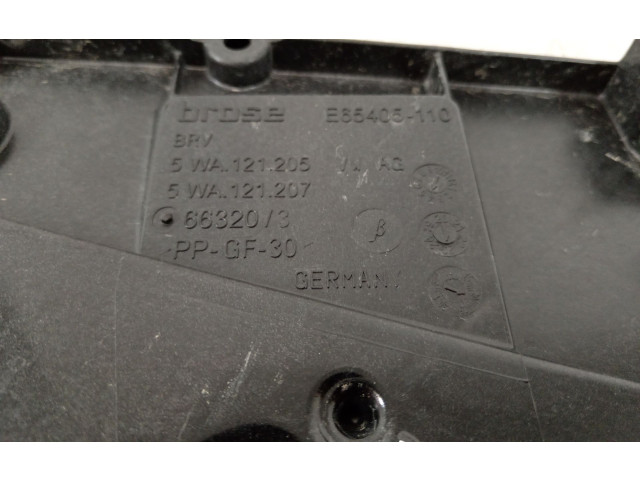 brose E65405-110
BRV
5 WA.121.205 VW AG
5 WA.121.207
66320/3
PP-GF-30 β
GERMANY